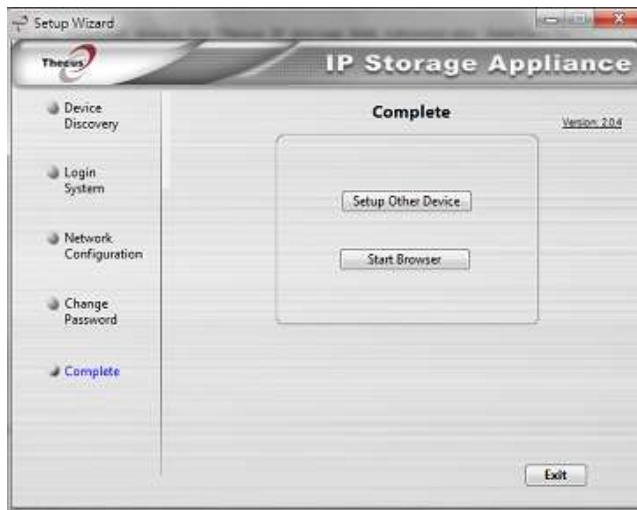 Setup Wizard
Thecus
IP Storage Appliance
Device
Discovery
Login
System
Network
Configuration
Change
Password
Complete
Complete
Version: 2.0.4
Setup Other Device
Start Browser
Exit